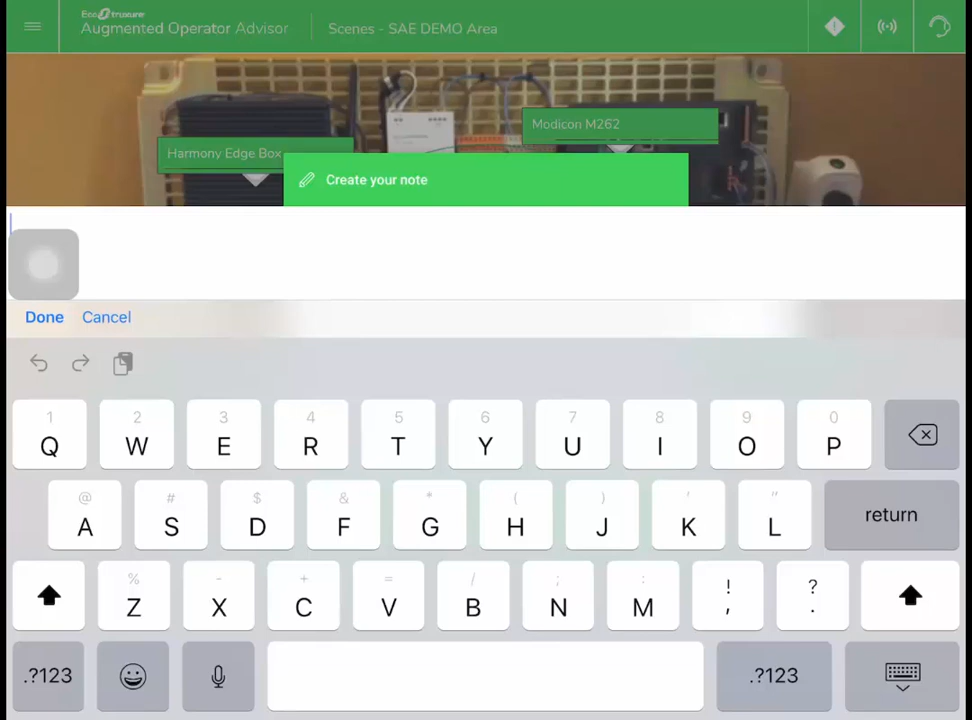 EcoStruxure
Augmented Operator Advisor
Scenes - SAE DEMO Area
Modicon M262
Harmony Edge Box
Create your note
Done Cancel
1 2 3 4 5 6 7 8 9 0
Q W E R T Y U I O P
@ # $ & * ( ) ' "
A S D F G H J K L return
% - + = / ; : ! ?
Z X C V B N M , .
.?123 .?123